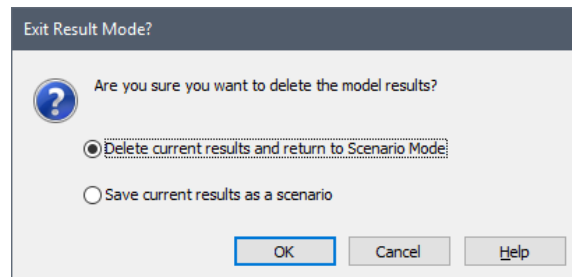 Exit Result Mode?
Are you sure you want to delete the model results?
Delete current results and return to Scenario Mode
Save current results as a scenario
OK Cancel Help